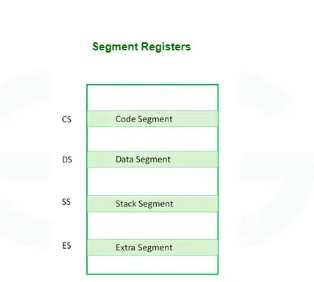 Segment Registers
CS Code Segment
DS Data Segment
SS Stack Segment
ES Extra Segment